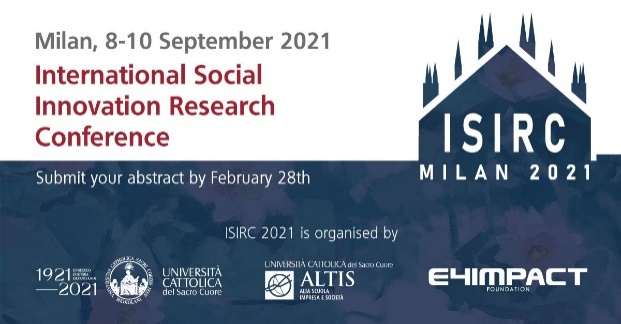 Milan, 8-10 September 2021
International Social
Innovation Research
Conference
ISIRC
MILAN 2021
Submit your abstract by February 28th
ISIRC 2021 is organised by
1921
—2021
UNIVERSITÀ
CATTOLICA
del Sacro Cuore
UNIVERSITÀ CATTOLICA del Sacro Cuore
ALTIS
ALTA SCUOLA
IMPRESA E SOCIETÀ
E4IMPACT
FOUNDATION